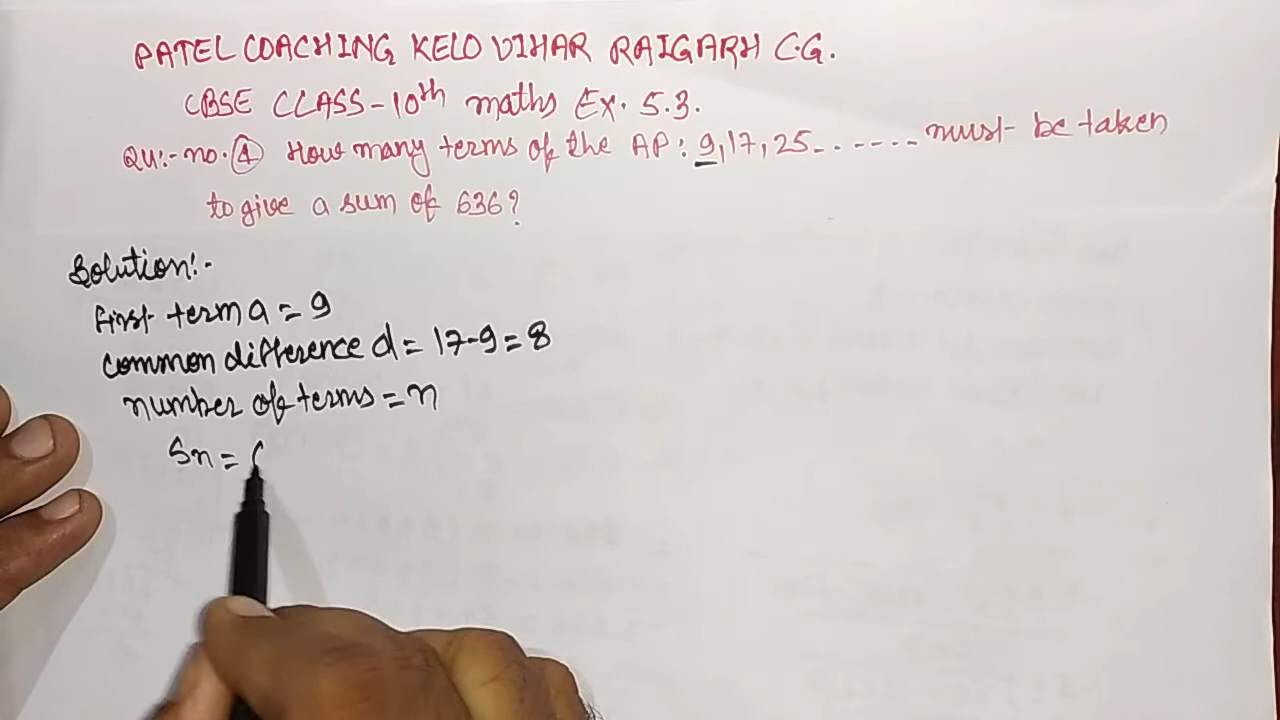 PATEL COACHING KELO VIHAR RAIGARH C.G.
CBSE CLASS-10th maths Ex. 5.3.
QU:-no.④ How many terms of the AP: 9,17,25....... must be taken
to give a sum of 636?
Solution:-
First term a = 9
common difference d = 17-9=8
number of terms = n
Sn = (